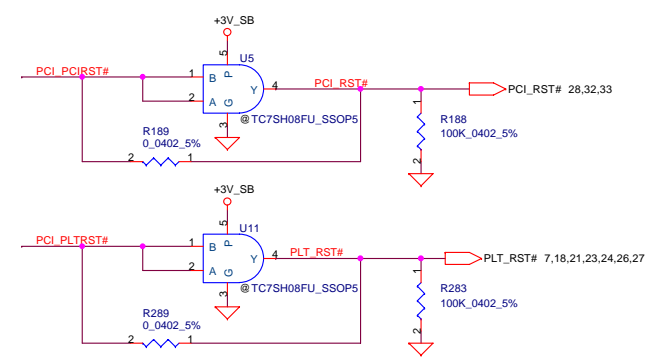 +3V_SB
5
U5
PCI_PCIRST#
1
B
P
Y
4
PCI_RST#
PCI_RST# 28,32,33
2
A
G
1
3
@TC7SH08FU_SSOP5
R188
100K_0402_5%
R189
0_0402_5%
2
1
2
+3V_SB
5
U11
PCI_PLTRST#
1
B
P
Y
4
PLT_RST#
PLT_RST# 7,18,21,23,24,26,27
2
A
G
1
3
@TC7SH08FU_SSOP5
R283
100K_0402_5%
R289
0_0402_5%
2
1
2